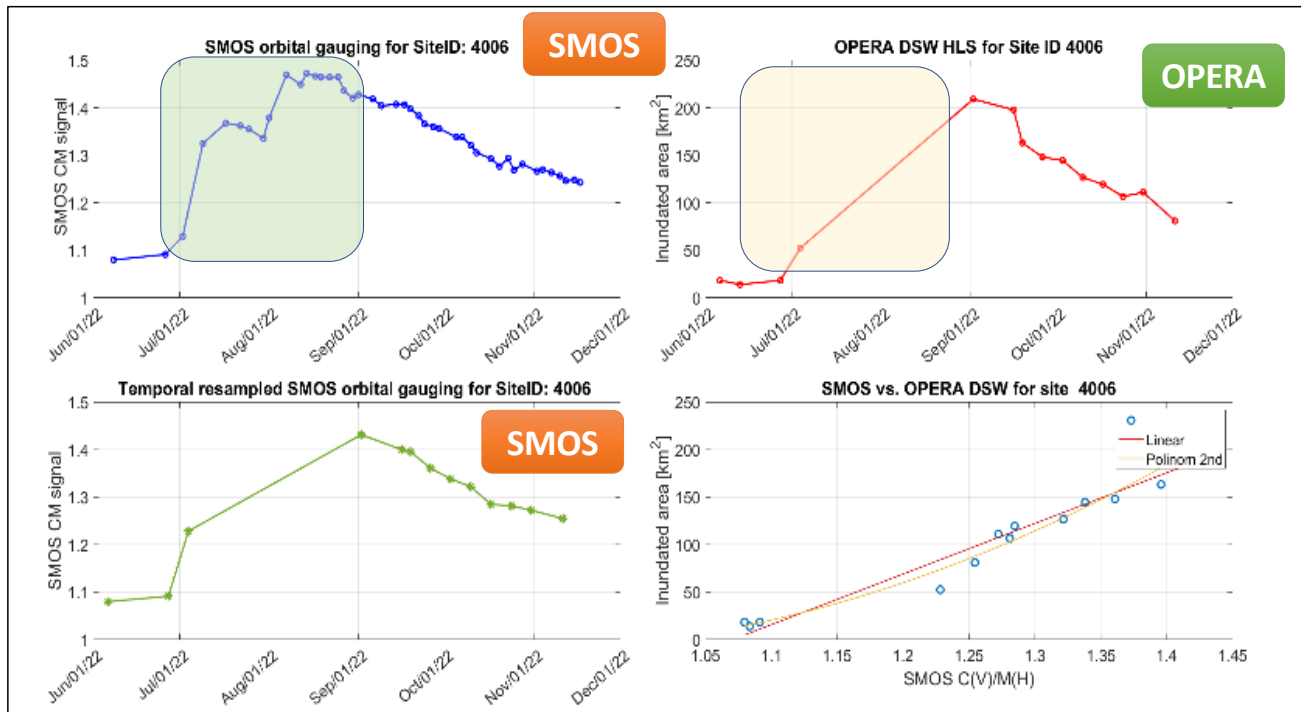 SMOS orbital gauging for SiteID: 4006
SMOS
SMOS CM signal
1.5
1.4
1.3
1.2
1.1
1
Jun/01/22
Jul/01/22
Aug/01/22
Sep/01/22
Oct/01/22
Nov/01/22
Dec/01/22
OPERA DSW HLS for Site ID 4006
OPERA
Inundated area [km²]
250
200
150
100
50
0
Jun/01/22
Jul/01/22
Aug/01/22
Sep/01/22
Oct/01/22
Nov/01/22
Dec/01/22
Temporal resampled SMOS orbital gauging for SiteID: 4006
SMOS
SMOS CM signal
1.5
1.4
1.3
1.2
1.1
1
Jun/01/22
Jul/01/22
Aug/01/22
Sep/01/22
Oct/01/22
Nov/01/22
Dec/01/22
SMOS vs. OPERA DSW for site 4006
Linear
Polinom 2nd
Inundated area [km²]
250
200
150
100
50
0
1.05
1.1
1.15
1.2
1.25
1.3
1.35
1.4
1.45
SMOS C(V)/M(H)